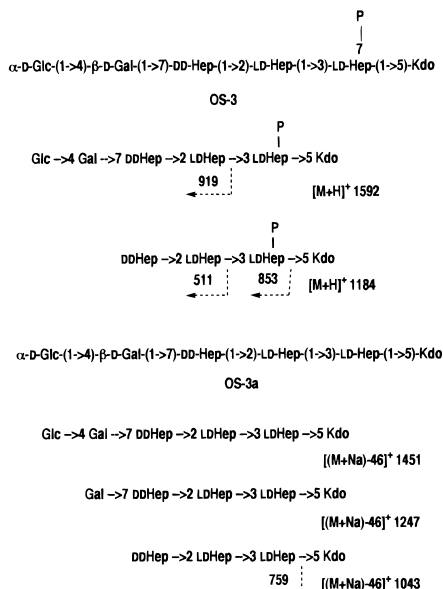 P
7
α-D-Glc-(1->4)-β-D-Gal-(1->7)-DD-Hep-(1->2)-LD-Hep-(1->3)-LD-Hep-(1->5)-Kdo
OS-3
P
Glc ->4 Gal -->7 DDHep ->2 LDHep ->3 LDHep ->5 Kdo
919
[M+H]+ 1592
P
DDHep ->2 LDHep ->3 LDHep ->5 Kdo
511 853
[M+H]+ 1184
α-D-Glc-(1->4)-β-D-Gal-(1->7)-DD-Hep-(1->2)-LD-Hep-(1->3)-LD-Hep-(1->5)-Kdo
OS-3a
Glc ->4 Gal -->7 DDHep ->2 LDHep ->3 LDHep ->5 Kdo
[(M+Na)-46]+ 1451
Gal ->7 DDHep ->2 LDHep ->3 LDHep ->5 Kdo
[(M+Na)-46]+ 1247
DDHep ->2 LDHep ->3 LDHep ->5 Kdo
759
[(M+Na)-46]+ 1043